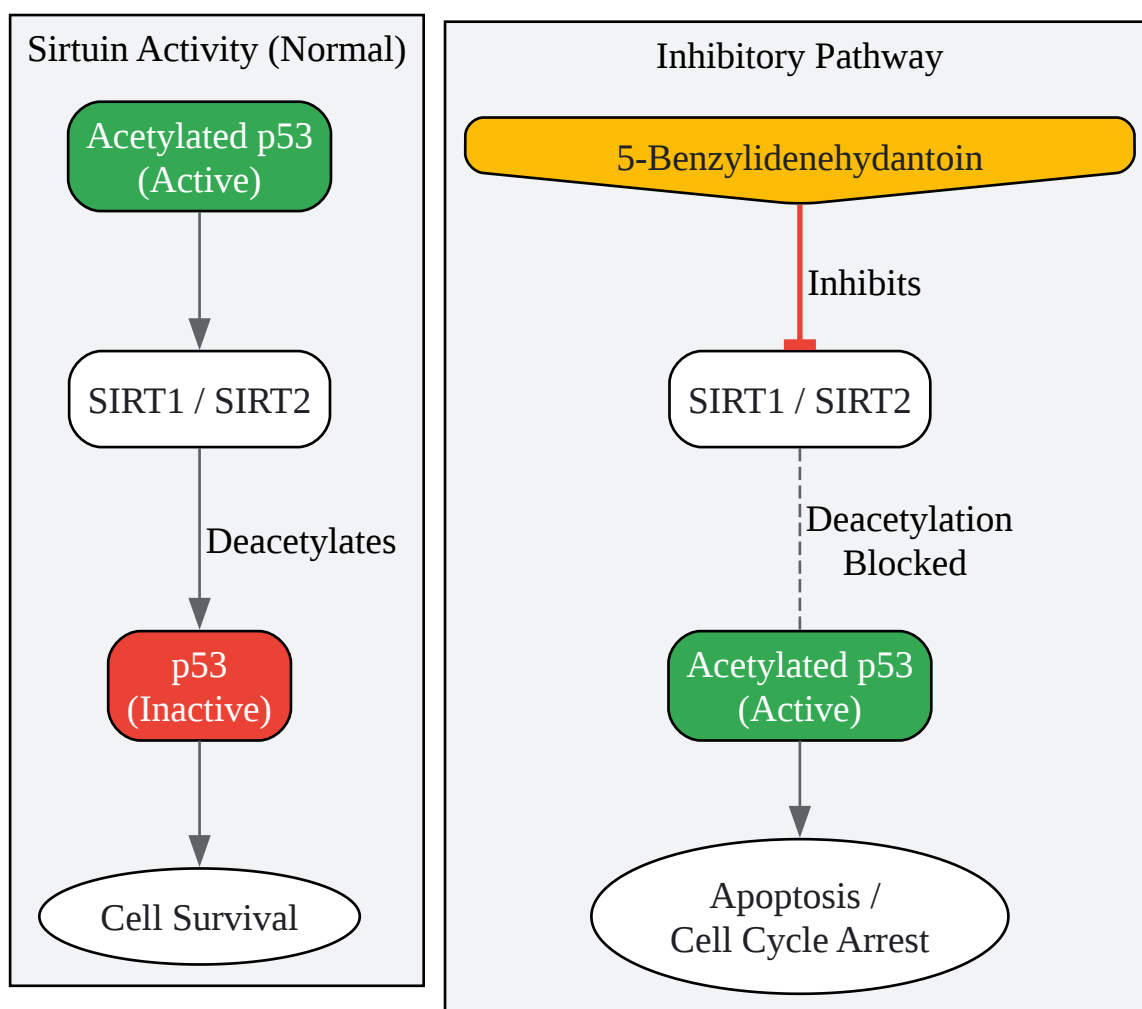 Sirtuin Activity (Normal)
Acetylated p53
(Active)
SIRT1 / SIRT2
Deacetylates
p53
(Inactive)
Cell Survival
Inhibitory Pathway
5-Benzylidenehydantoin
Inhibits
SIRT1 / SIRT2
Deacetylation
Blocked
Acetylated p53
(Active)
Apoptosis /
Cell Cycle Arrest